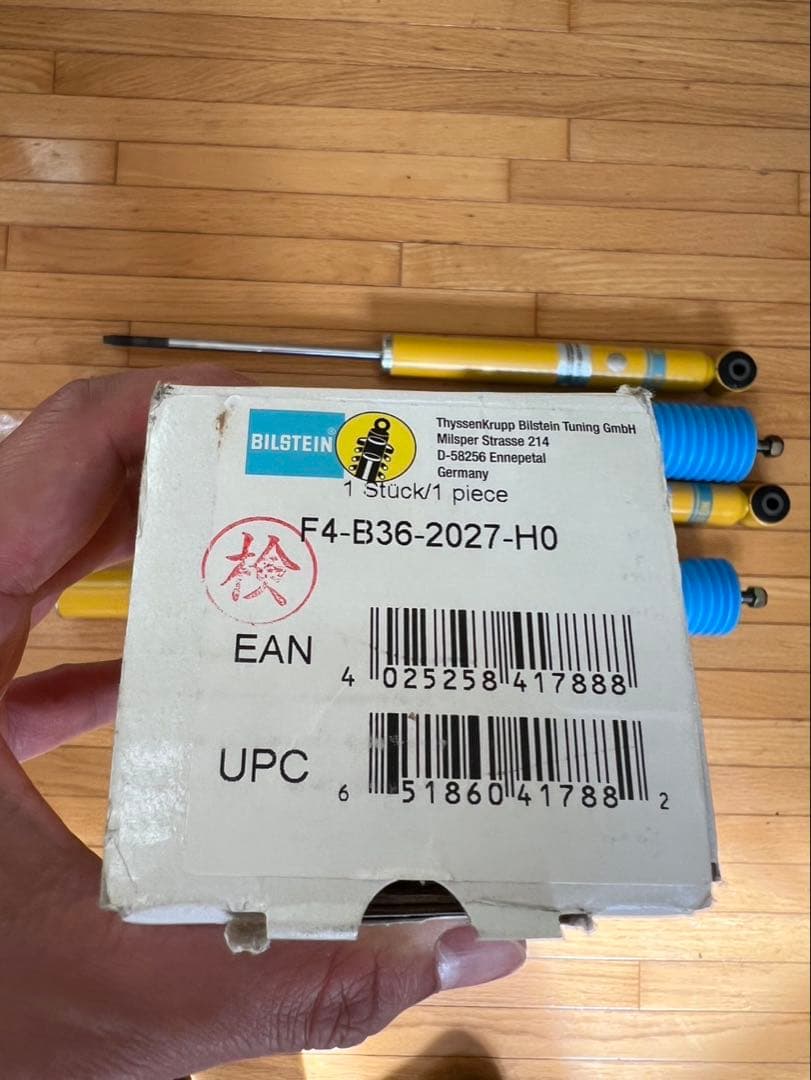 BILSTEIN®
ThyssenKrupp Bilstein Tuning GmbH
Milsper Strasse 214
D-58256 Ennepetal
Germany
1 Stück/1 piece
F4-B36-2027-H0
検
EAN
4 025258 417888
UPC
6 51860 41788 2